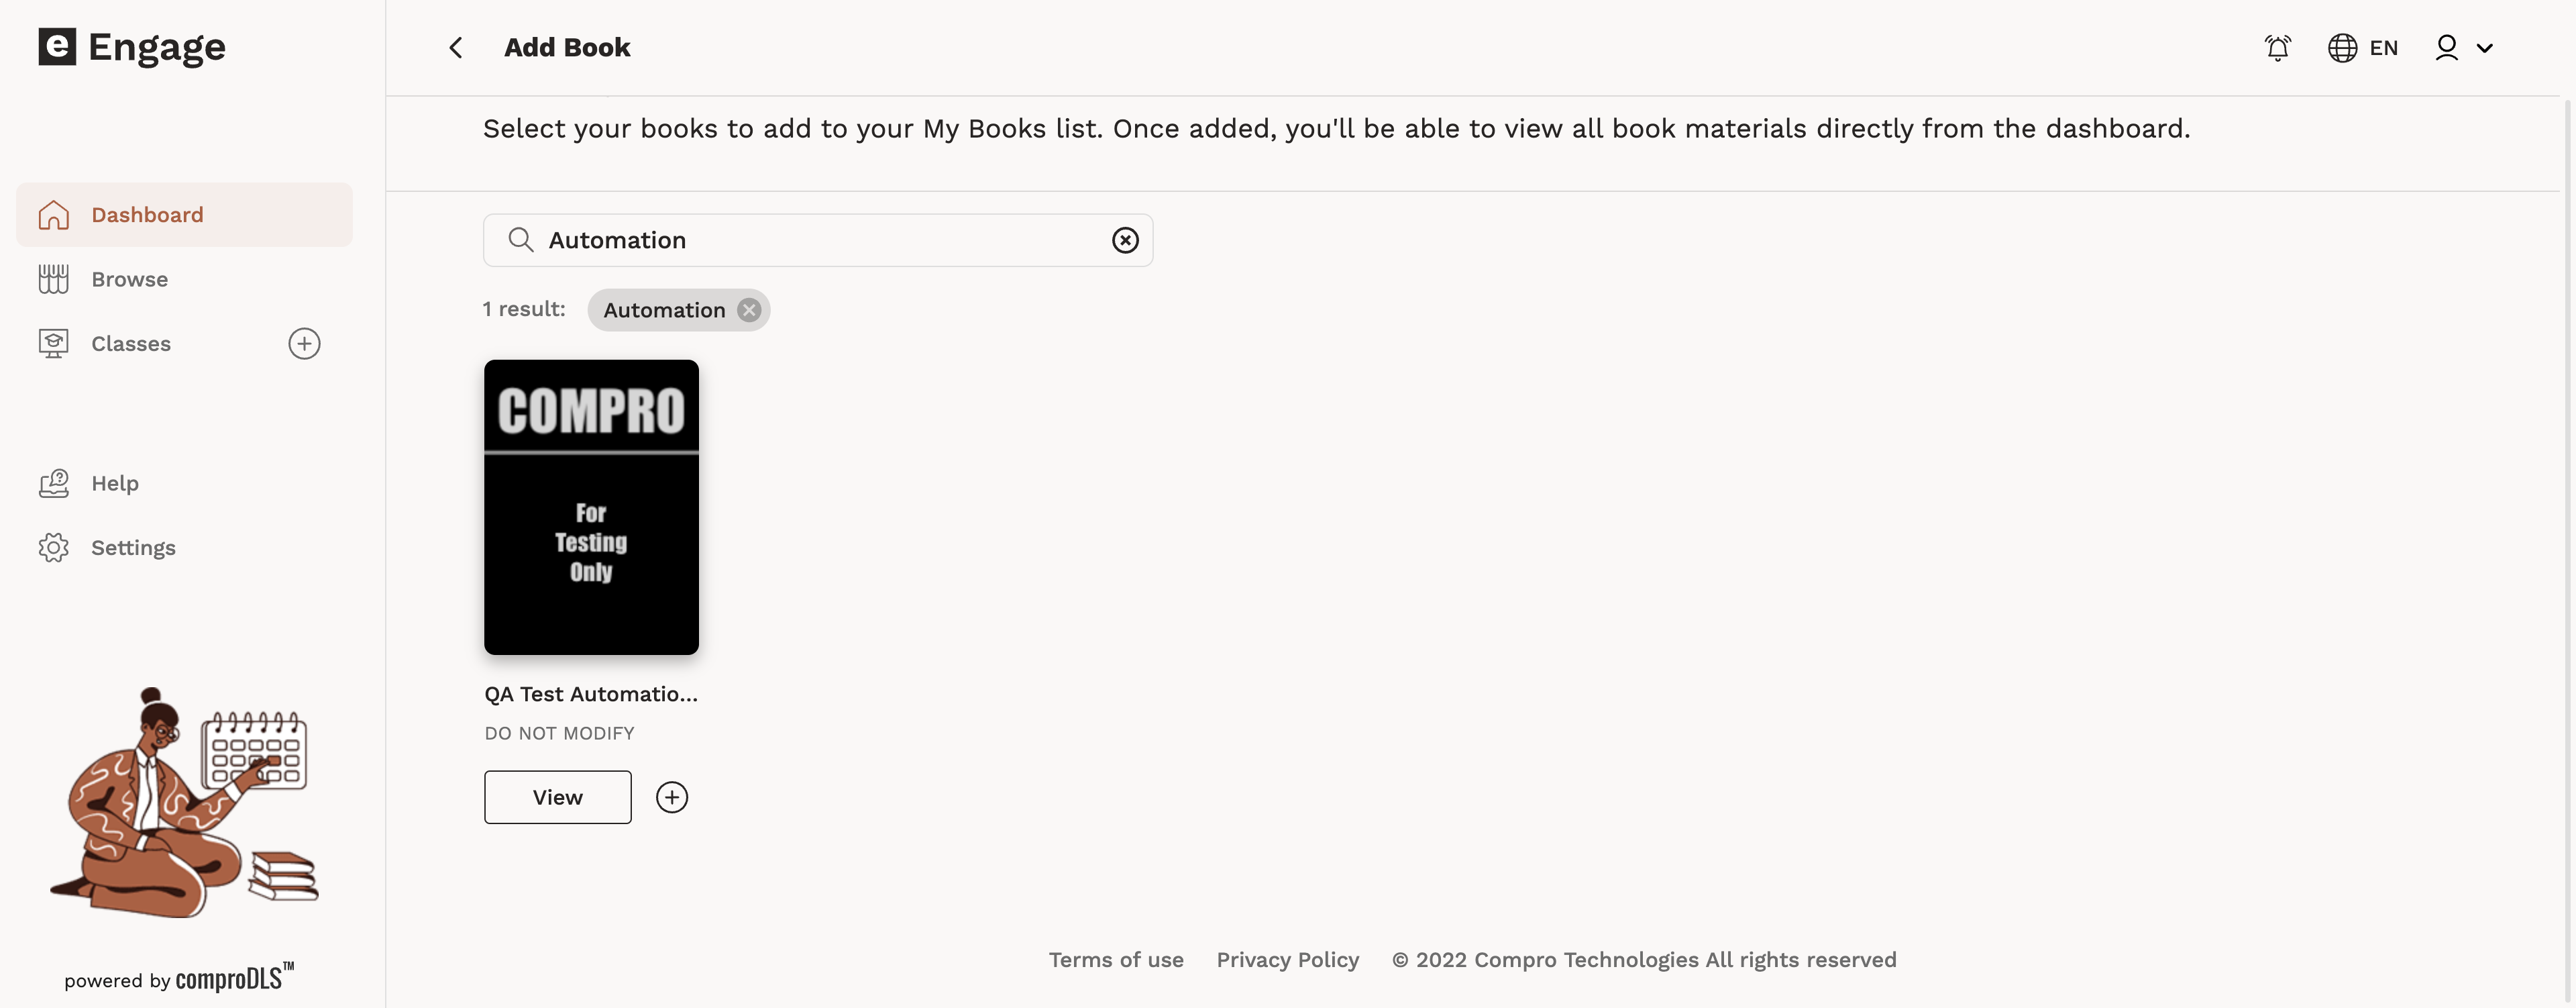 e Engage
Add Book
EN
Select your books to add to your My Books list. Once added, you'll be able to view all book materials directly from the dashboard.
Dashboard
Browse
Classes
Help
Settings
Automation
1 result: Automation
COMPRO
For
Testing
Only
QA Test Automatio...
DO NOT MODIFY
View
powered by comproDLS™
Terms of use Privacy Policy © 2022 Compro Technologies All rights reserved